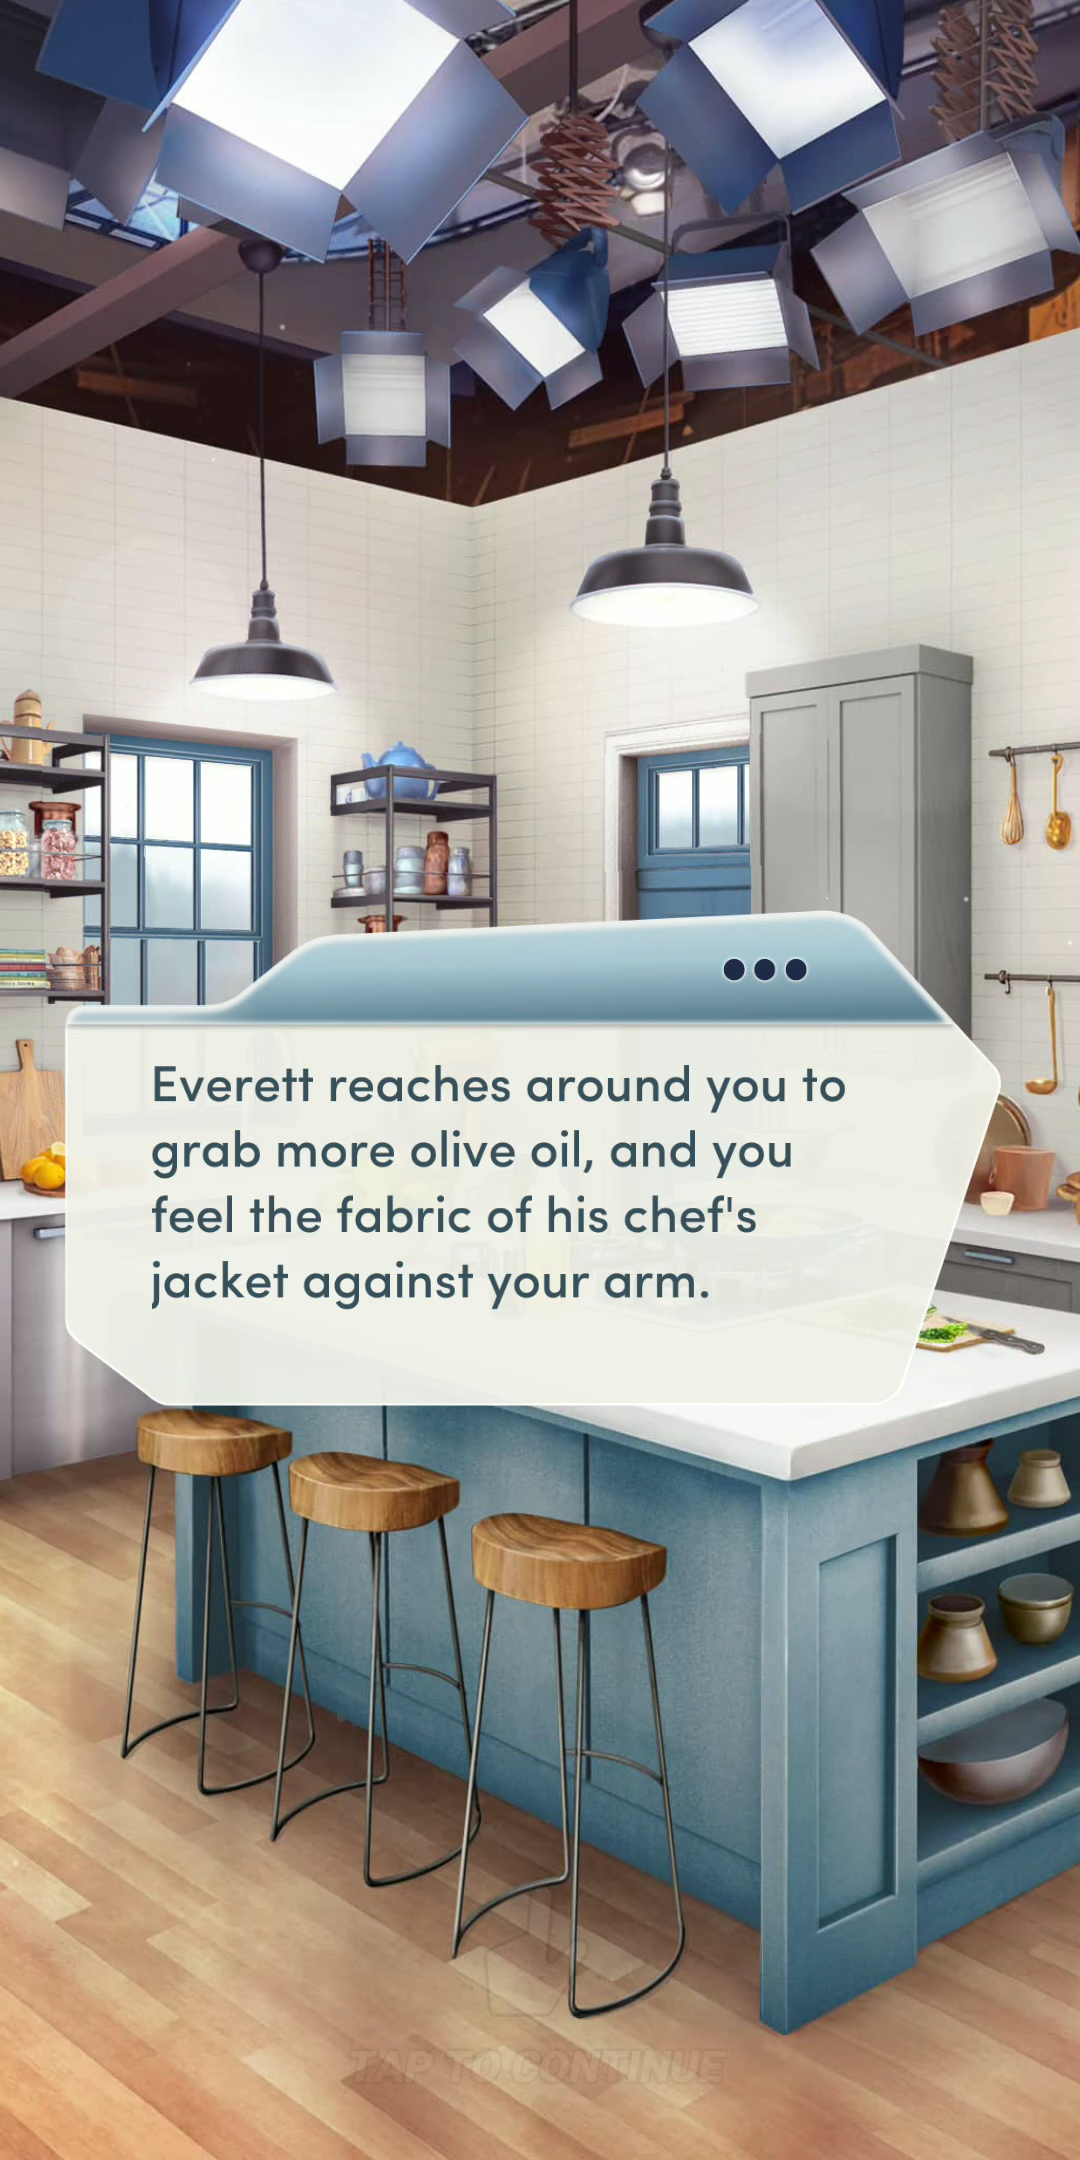 Everett reaches around you to
grab more olive oil, and you
feel the fabric of his chef's
jacket against your arm.
TAP TO CONTINUE